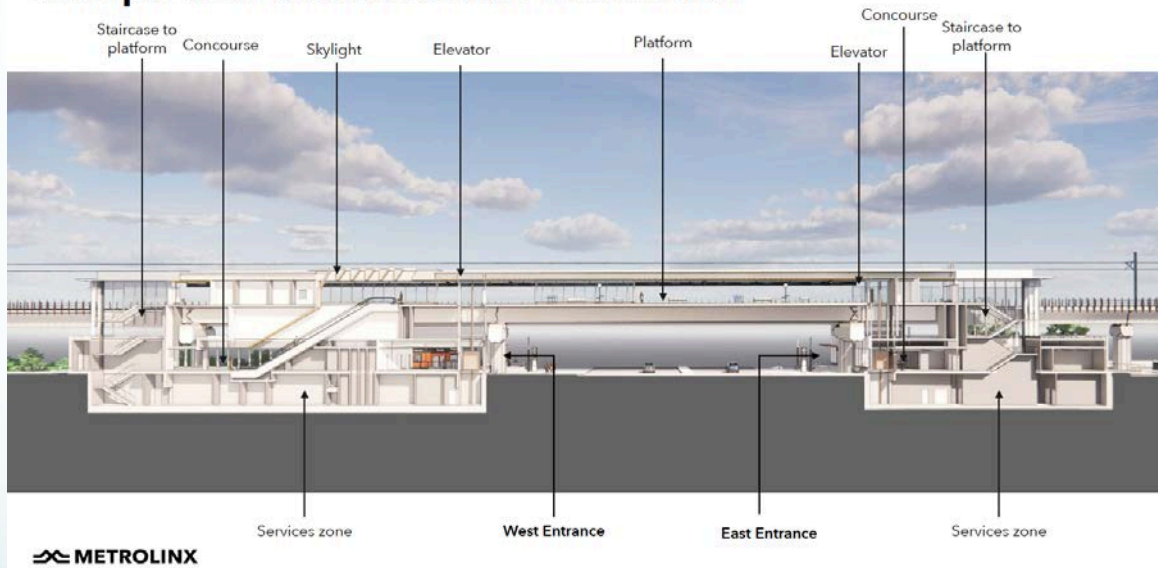 Concourse
Staircase to
platform
Concourse
Skylight
Elevator
Platform
Elevator
Staircase to
platform
Services zone
West Entrance
East Entrance
Services zone
METROLINX